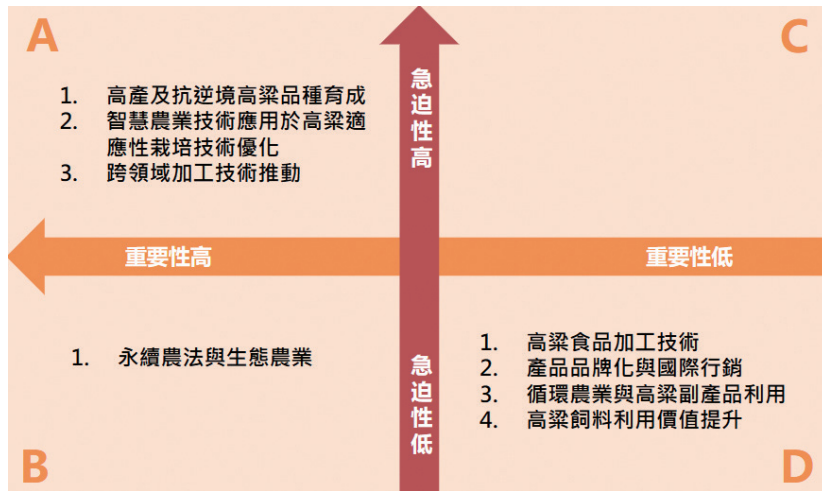 A
1. 高產及抗逆境高粱品種育成
2. 智慧農業技術應用於高粱適
應性栽培技術優化
3. 跨領域加工技術推動
C
急迫性高
重要性高
重要性低
1. 永續農法與生態農業
B
急迫性低
1. 高粱食品加工技術
2. 產品品牌化與國際行銷
3. 循環農業與高粱副產品利用
4. 高粱飼料利用價值提升
D